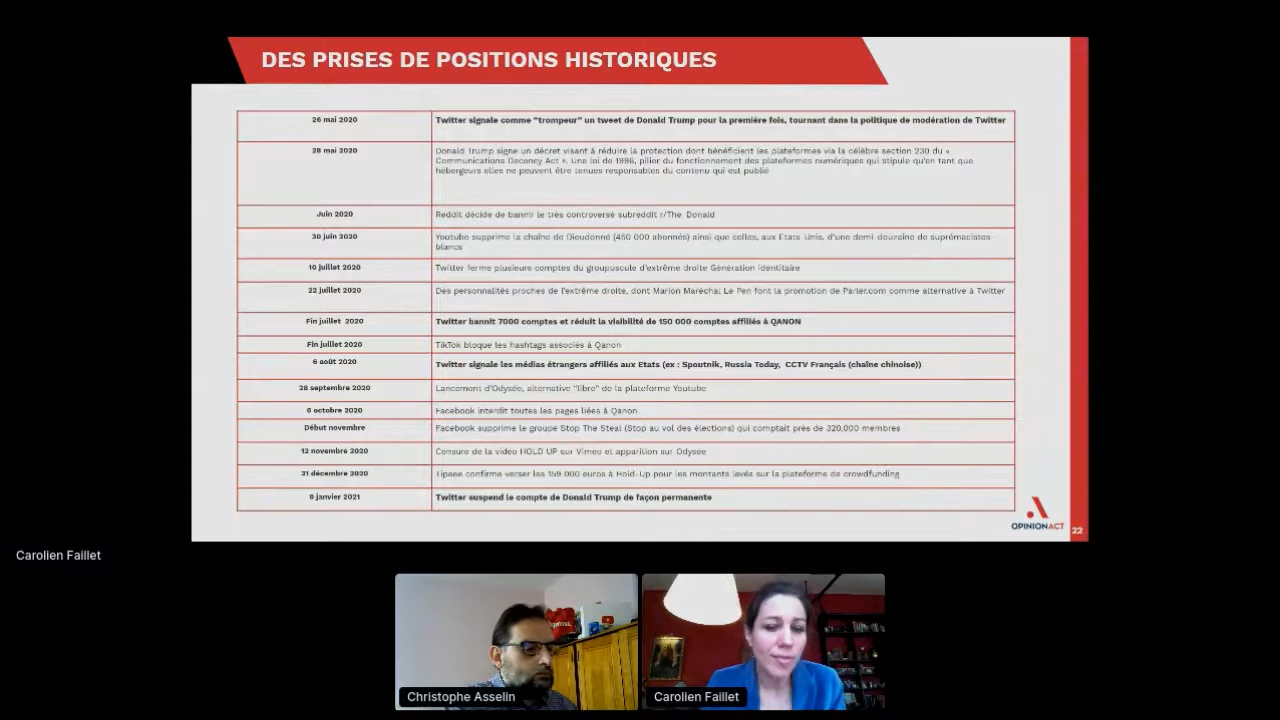 DES PRISES DE POSITIONS HISTORIQUES
26 mai 2020
Twitter signale comme "trompeur" un tweet de Donald Trump pour la première fois, tournant dans la politique de modération de Twitter
28 mai 2020
Donald Trump signe un décret visant à réduire la protection dont bénéficient les plateformes via la célèbre section 230 du «
Communications Decency Act ». Une loi de 1996, pilier du fonctionnement des plateformes numériques qui stipule qu'en tant que
hébergeurs elles ne peuvent être tenues responsables du contenu qui est publié
Juin 2020
Reddit décide de bannir le très controversé subreddit r/The_Donald
30 juin 2020
Youtube supprime la chaîne de Dieudonné (450 000 abonnés) ainsi que celles, aux Etats-Unis, d'une demi-douzaine de suprémacistes
blancs
10 juillet 2020
Twitter ferme plusieurs comptes du groupuscule d'extrême droite Génération identitaire
22 juillet 2020
Des personnalités proches de l'extrême droite, dont Marion Maréchal Le Pen font la promotion de Parler.com comme alternative à Twitter
Fin juillet 2020
Twitter bannit 7000 comptes et réduit la visibilité de 150 000 comptes affiliés à QANON
Fin juillet 2020
TikTok bloque les hashtags associés à Qanon
6 août 2020
Twitter signale les médias étrangers affiliés aux Etats (ex : Spoutnik, Russia Today, CCTV Français (chaîne chinoise))
28 septembre 2020
Lancement d'Odysée, alternative "libre" de la plateforme Youtube
6 octobre 2020
Facebook interdit toutes les pages liées à Qanon
Début novembre
Facebook supprime le groupe Stop The Steal (Stop au vol des élections) qui comptait près de 320.000 membres
12 novembre 2020
Censure de la vidéo HOLD UP sur Vimeo et apparition sur Odysée
31 décembre 2020
Tipeee confirme verser les 159 000 euros à Hold-Up pour les montants levés sur la plateforme de crowdfunding
9 janvier 2021
Twitter suspend le compte de Donald Trump de façon permanente
OPINIONACT
22
Carolien Faillet
Christophe Asselin
Carolien Faillet